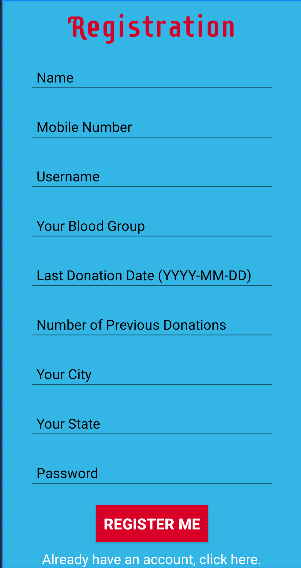 Registration
Name
Mobile Number
Username
Your Blood Group
Last Donation Date (YYYY-MM-DD)
Number of Previous Donations
Your City
Your State
Password
REGISTER ME
Already have an account, click here.